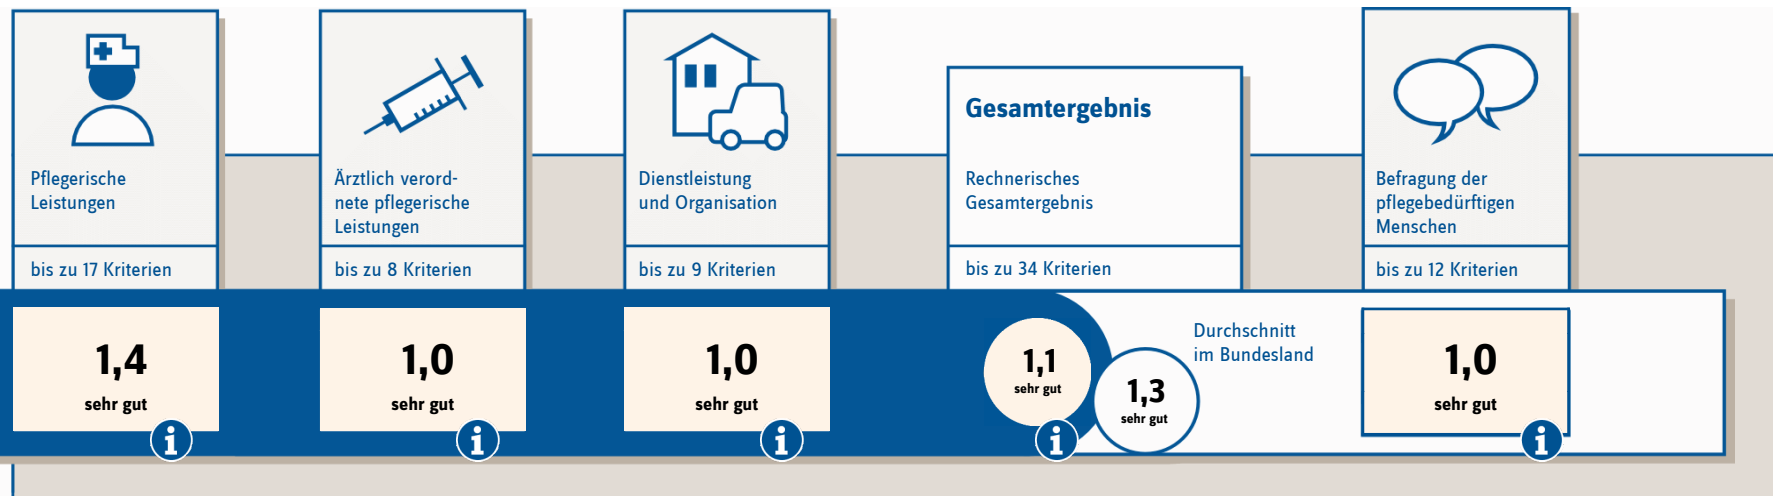 Pflegerische
Leistungen
bis zu 17 Kriterien
1,4
sehr gut
i
Ärztlich verord-
nete pflegerische
Leistungen
bis zu 8 Kriterien
1,0
sehr gut
i
Dienstleistung
und Organisation
bis zu 9 Kriterien
1,0
sehr gut
i
Gesamtergebnis
Rechnerisches
Gesamtergebnis
bis zu 34 Kriterien
1,1
sehr gut
i
1,3
sehr gut
Durchschnitt
im Bundesland
Befragung der
pflegebedürftigen
Menschen
bis zu 12 Kriterien
1,0
sehr gut
i